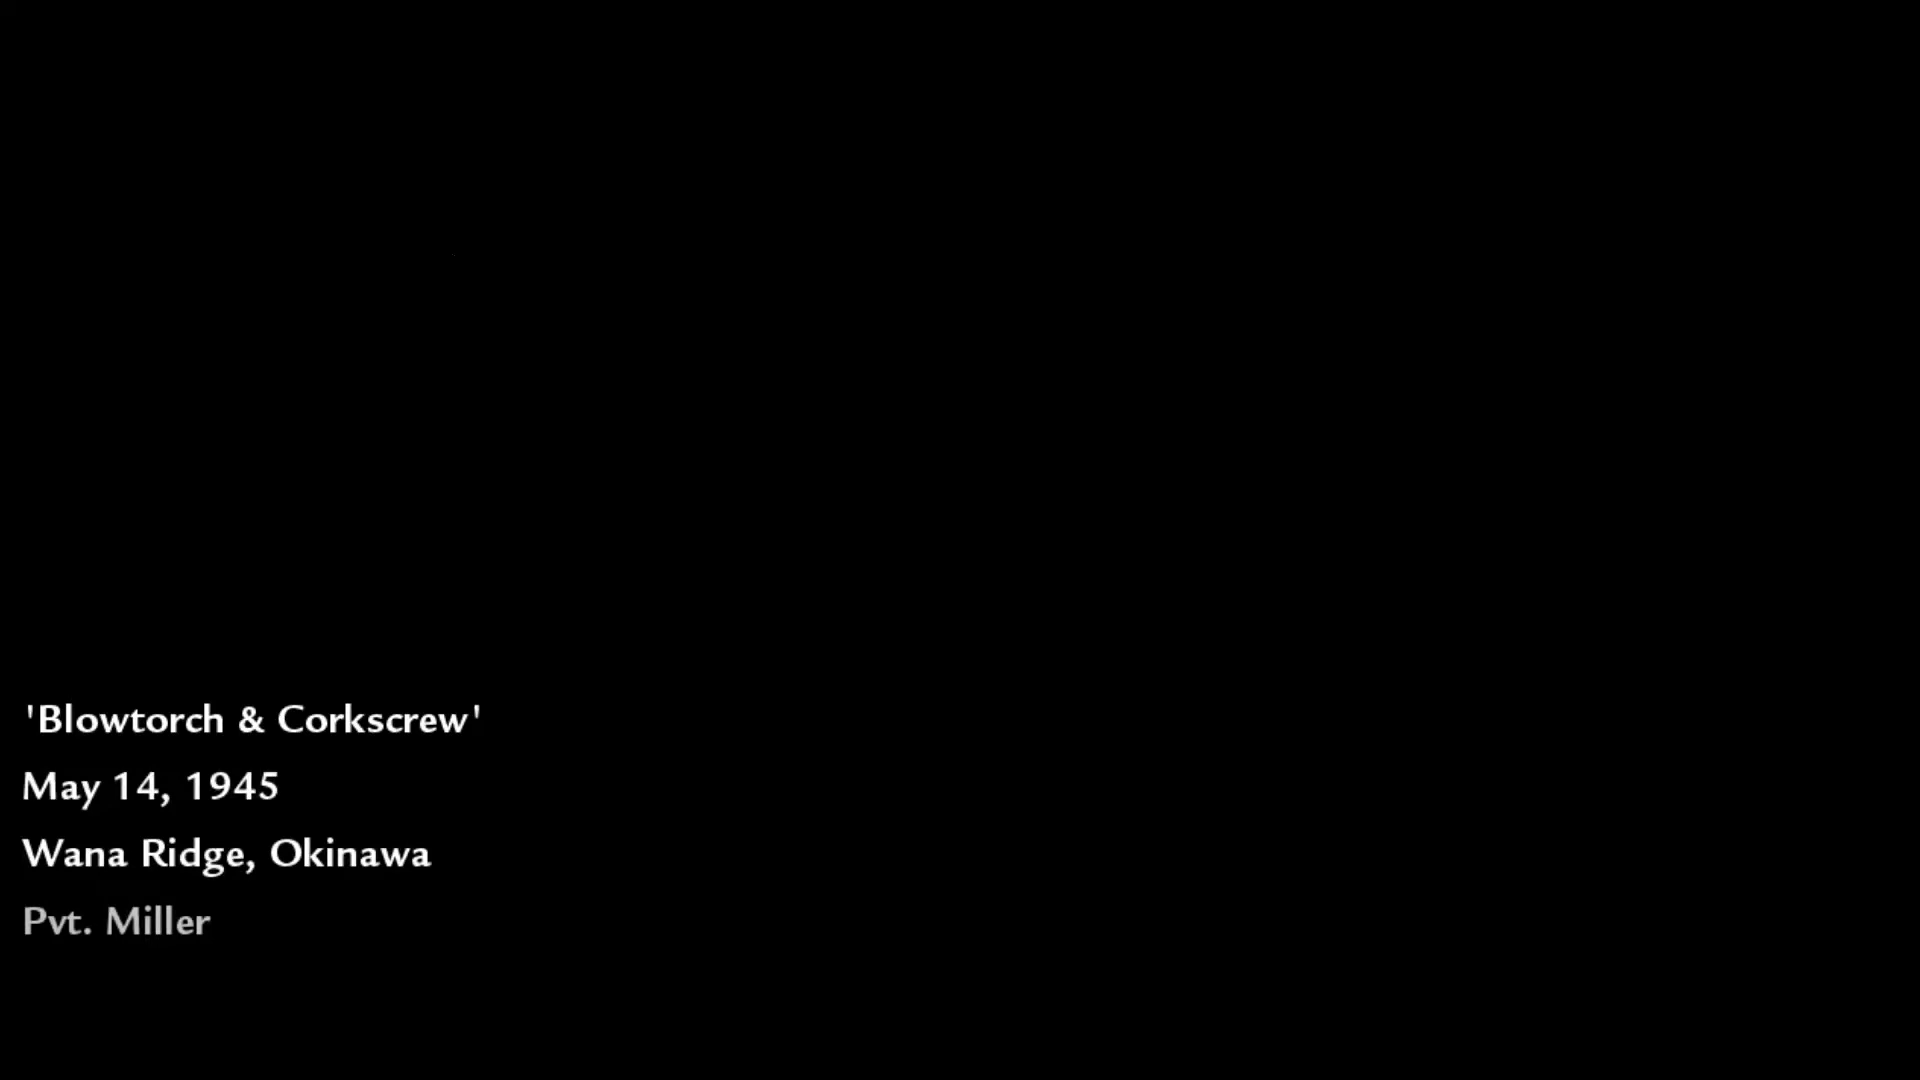 'Blowtorch & Corkscrew'
May 14, 1945
Wana Ridge, Okinawa
Pvt. Miller